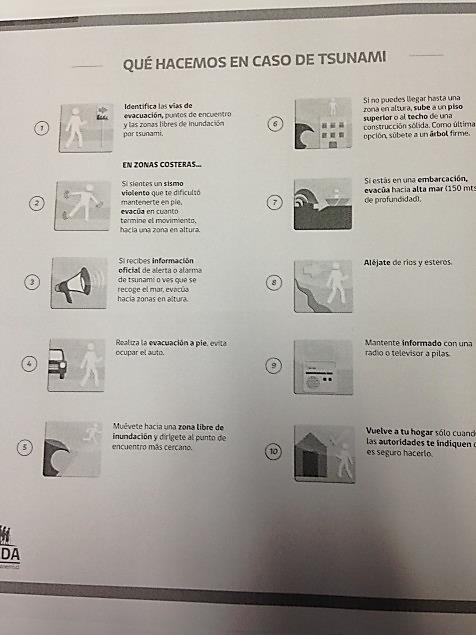 QUÉ HACEMOS EN CASO DE TSUNAMI
1
Identifica las vías de
evacuación, puntos de encuentro
y las zonas libres de inundación
por tsunami.
EN ZONAS COSTERAS...
2
Si sientes un sismo
violento que te dificultó
mantenerte en pie,
evacúa en cuanto
termine el movimiento,
hacia una zona en altura.
3
Si recibes información
oficial de alerta o alarma
de tsunami o ves que se
recoge el mar, evacúa
hacia zonas en altura.
4
Realiza la evacuación a pie, evita
ocupar el auto.
5
Muévete hacia una zona libre de
inundación y dirígete al punto de
encuentro más cercano.
6
Si no puedes llegar hasta una
zona en altura, sube a un piso
superior o al techo de una
construcción sólida. Como última
opción, súbete a un árbol firme.
7
Si estás en una embarcación,
evacúa hacia alta mar (150 mts
de profundidad).
8
Aléjate de ríos y esteros.
9
Mantente informado con una
radio o televisor a pilas.
10
Vuelve a tu hogar sólo cuand
las autoridades te indiquen
es seguro hacerlo.
DA